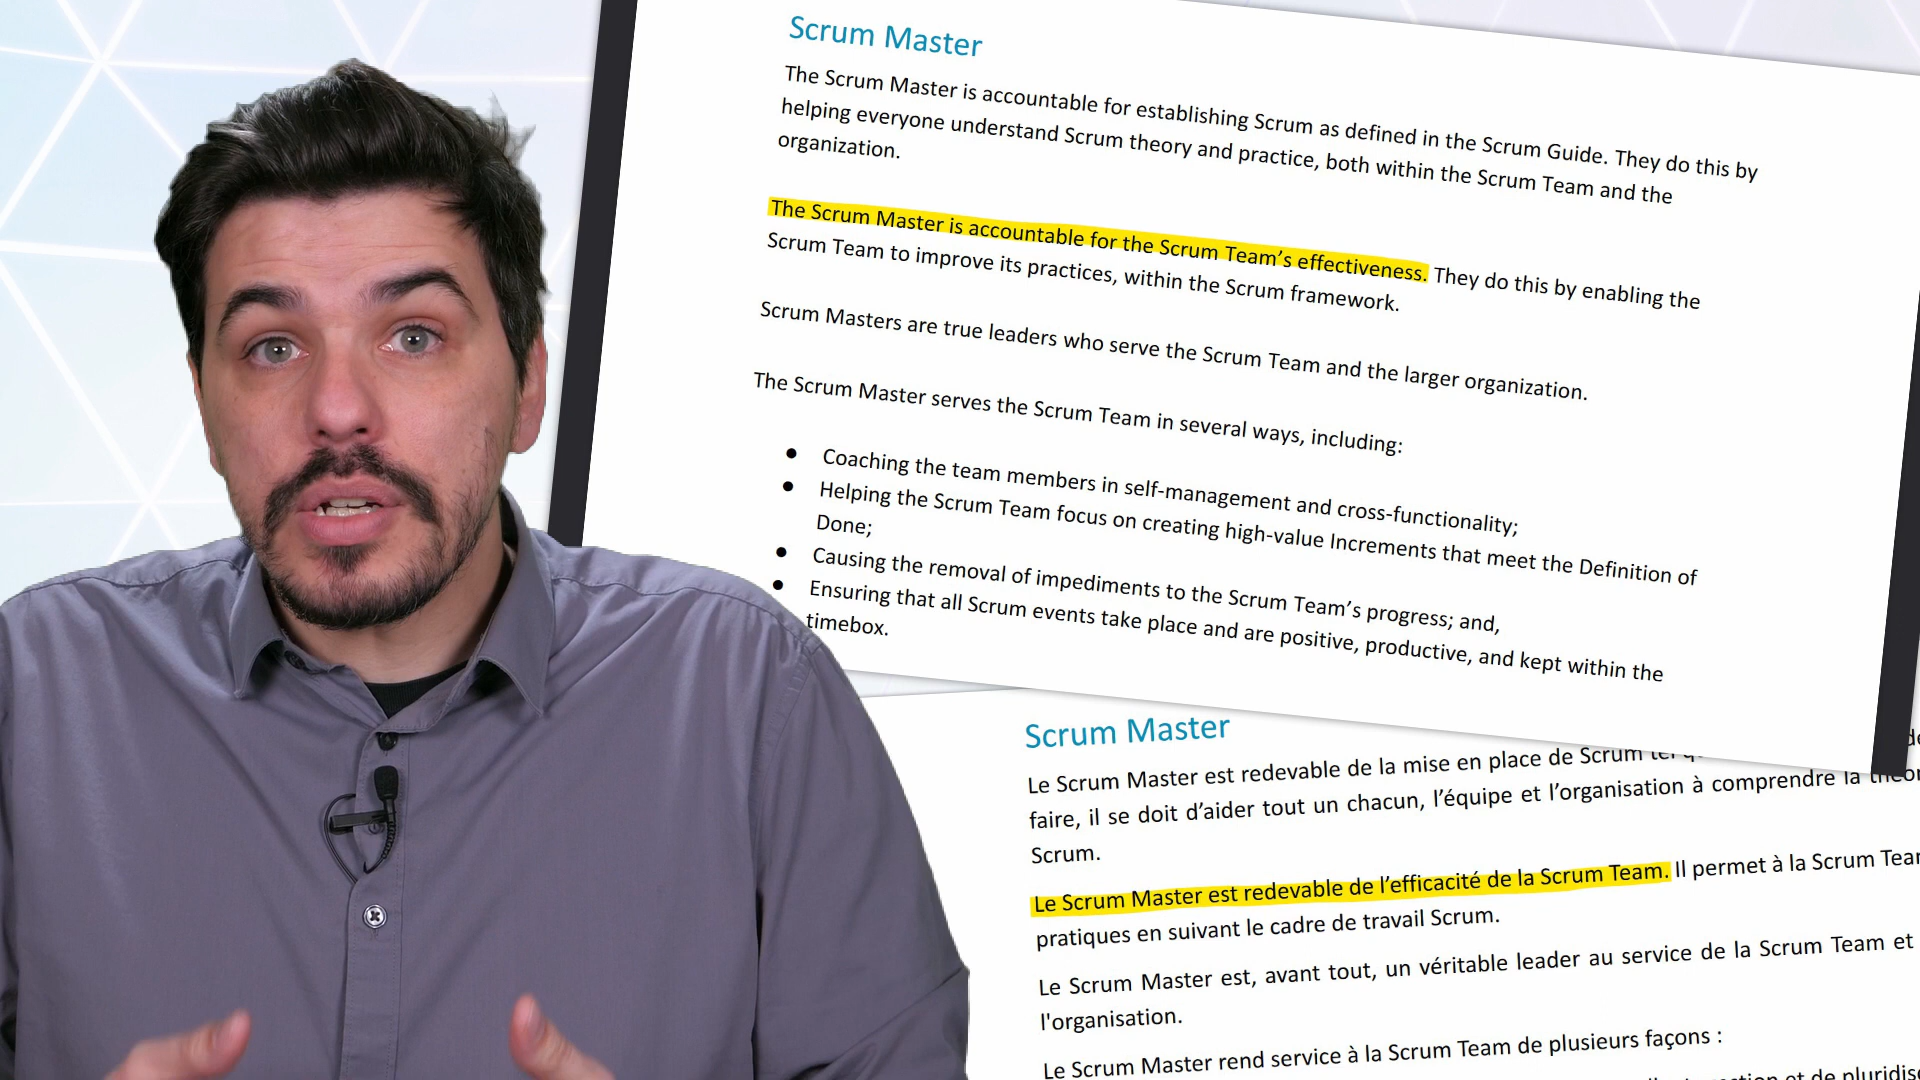 Scrum Master
The Scrum Master is accountable for establishing Scrum as defined in the Scrum Guide. They do this by
helping everyone understand Scrum theory and practice, both within the Scrum Team and the
organization.
The Scrum Master is accountable for the Scrum Team’s effectiveness. They do this by enabling the
Scrum Team to improve its practices, within the Scrum framework.
Scrum Masters are true leaders who serve the Scrum Team and the larger organization.
The Scrum Master serves the Scrum Team in several ways, including:
● Coaching the team members in self-management and cross-functionality;
● Helping the Scrum Team focus on creating high-value Increments that meet the Definition of
Done;
● Causing the removal of impediments to the Scrum Team’s progress; and,
● Ensuring that all Scrum events take place and are positive, productive, and kept within the
timebox.
Scrum Master
Le Scrum Master est redevable de la mise en place de Scrum
faire, il se doit d’aider tout un chacun, l’équipe et l’organisation à comprendre la
Scrum.
Le Scrum Master est redevable de l’efficacité de la Scrum Team. Il permet à la Scrum
pratiques en suivant le cadre de travail Scrum.
Le Scrum Master est, avant tout, un véritable leader au service de la Scrum Team et
l'organisation.
Le Scrum Master rend service à la Scrum Team de plusieurs façons :
et de